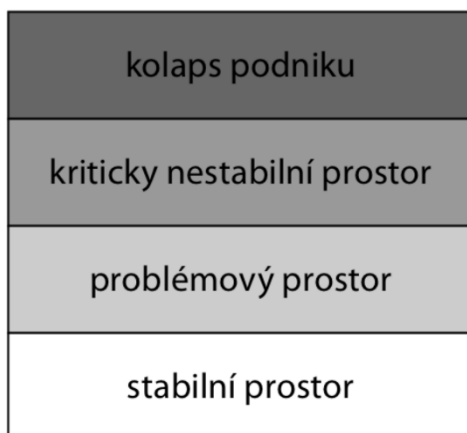 kolaps podniku
kriticky nestabilní prostor
problémový prostor
stabilní prostor